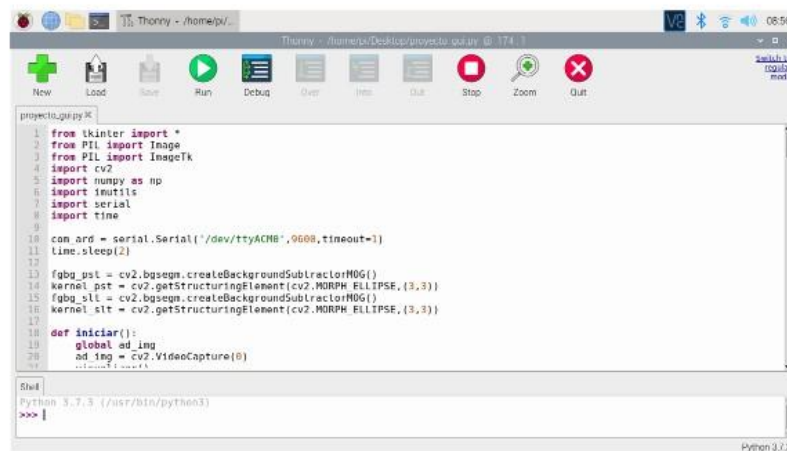 Thonny - /home/pi/...
08:50
Thonny - /home/pi/Desktop/proyecto_gui.py @ 174:1
New Load Save Run Debug Over Into Out Stop Zoom Quit
Switch to
regular
mode
proyecto_gui.py
1 from tkinter import *
2 from PIL import Image
3 from PIL import ImageTk
4 import cv2
5 import numpy as np
6 import imutils
7 import serial
8 import time
9
10 com_ard = serial.Serial('/dev/ttyACM0',9600,timeout=1)
11 time.sleep(2)
12
13 fgbg_pst = cv2.bgsegm.createBackgroundSubtractorMOG()
14 kernel_pst = cv2.getStructuringElement(cv2.MORPH_ELLIPSE,(3,3))
15 fgbg_slt = cv2.bgsegm.createBackgroundSubtractorMOG()
16 kernel_slt = cv2.getStructuringElement(cv2.MORPH_ELLIPSE,(3,3))
17
18 def iniciar():
19 global ad_img
20 ad_img = cv2.VideoCapture(0)
Shell
Python 3.7.3 (/usr/bin/python3)
>>>
Python 3.7.3